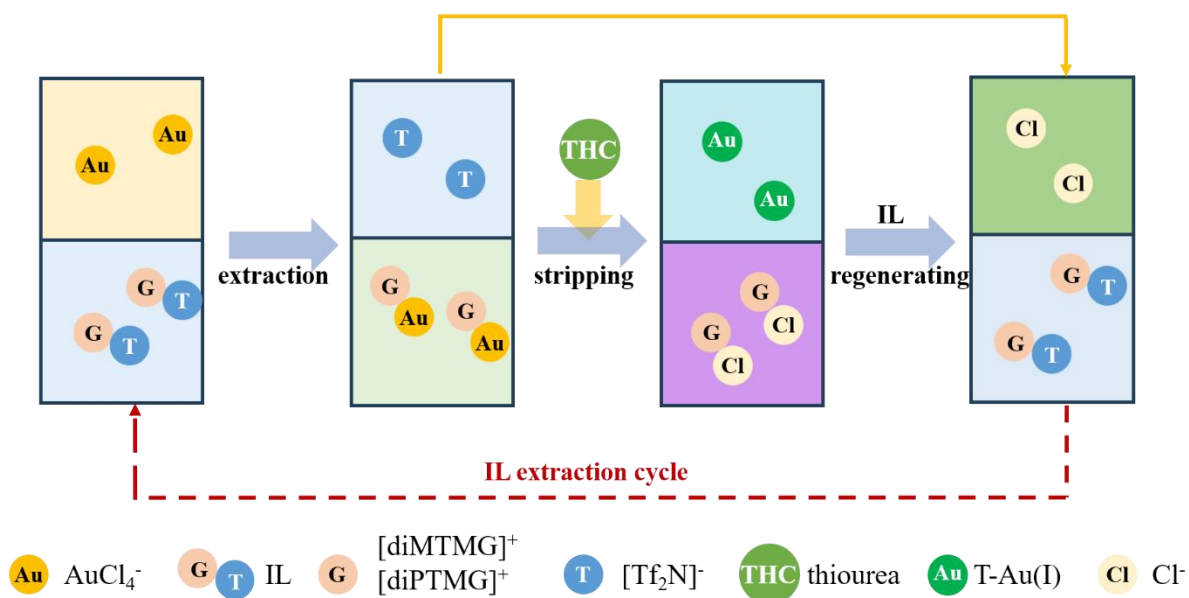 Au
Au
G
T
G
T
extraction
T
T
G
Au
G
Au
THC
stripping
Au
Au
G
Cl
G
Cl
IL
regenerating
Cl
Cl
G
T
G
T
IL extraction cycle
Au AuCl₄⁻
G T IL
G [diMTMG]⁺
[diPTMG]⁺
T [Tf₂N]⁻
THC thiourea
Au T-Au(I)
Cl Cl⁻